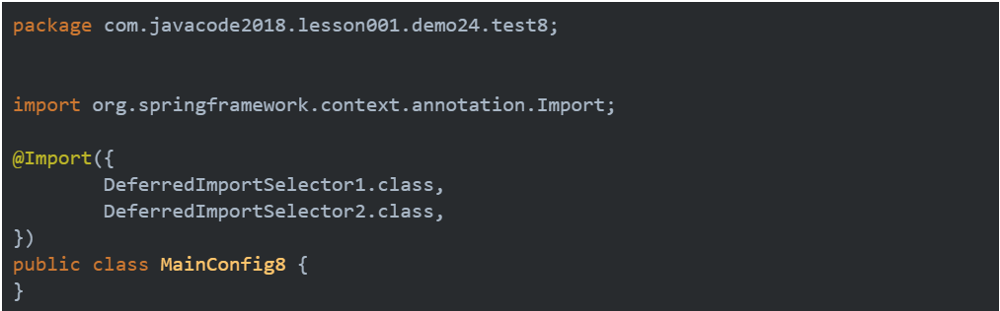 package com.javacode2018.lesson001.demo24.test8;
import org.springframework.context.annotation.Import;
@Import({
        DeferredImportSelector1.class,
        DeferredImportSelector2.class,
})
public class MainConfig8 {
}